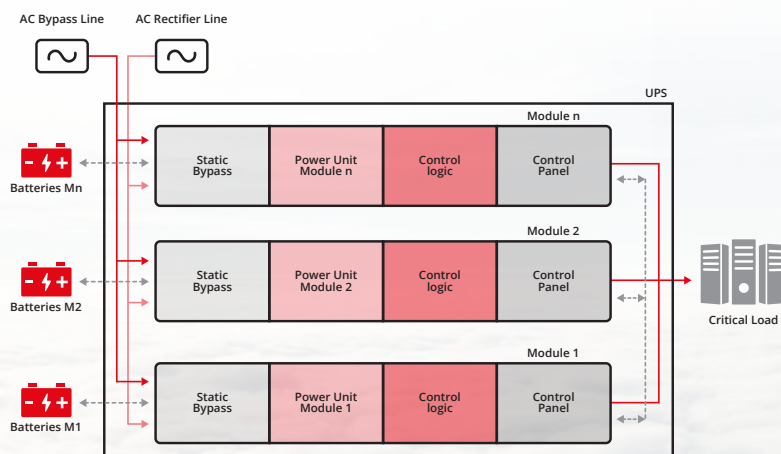 AC Bypass Line
AC Rectifier Line
UPS
Module n
Static
Bypass
Power Unit
Module n
Control
logic
Control
Panel
Batteries Mn
Module 2
Static
Bypass
Power Unit
Module 2
Control
logic
Control
Panel
Batteries M2
Critical Load
Module 1
Static
Bypass
Power Unit
Module 1
Control
logic
Control
Panel
Batteries M1